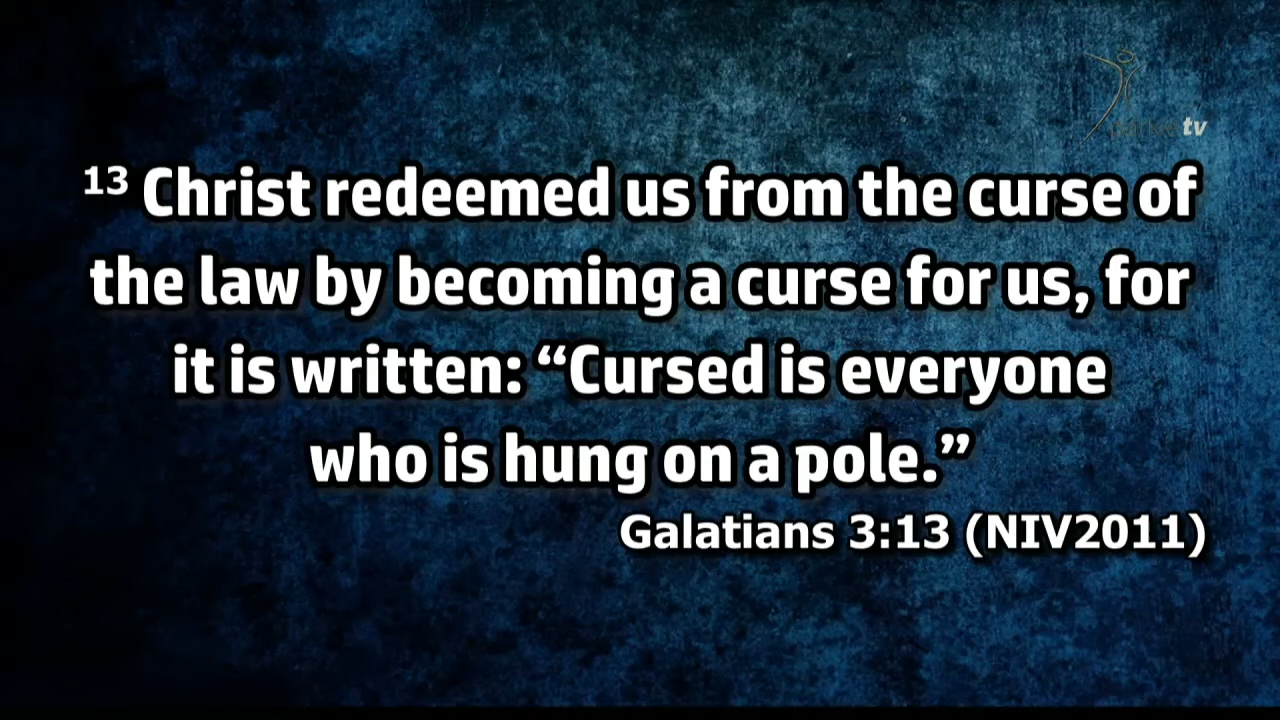 tv
13 Christ redeemed us from the curse of
the law by becoming a curse for us, for
it is written: “Cursed is everyone
who is hung on a pole.”
Galatians 3:13 (NIV2011)